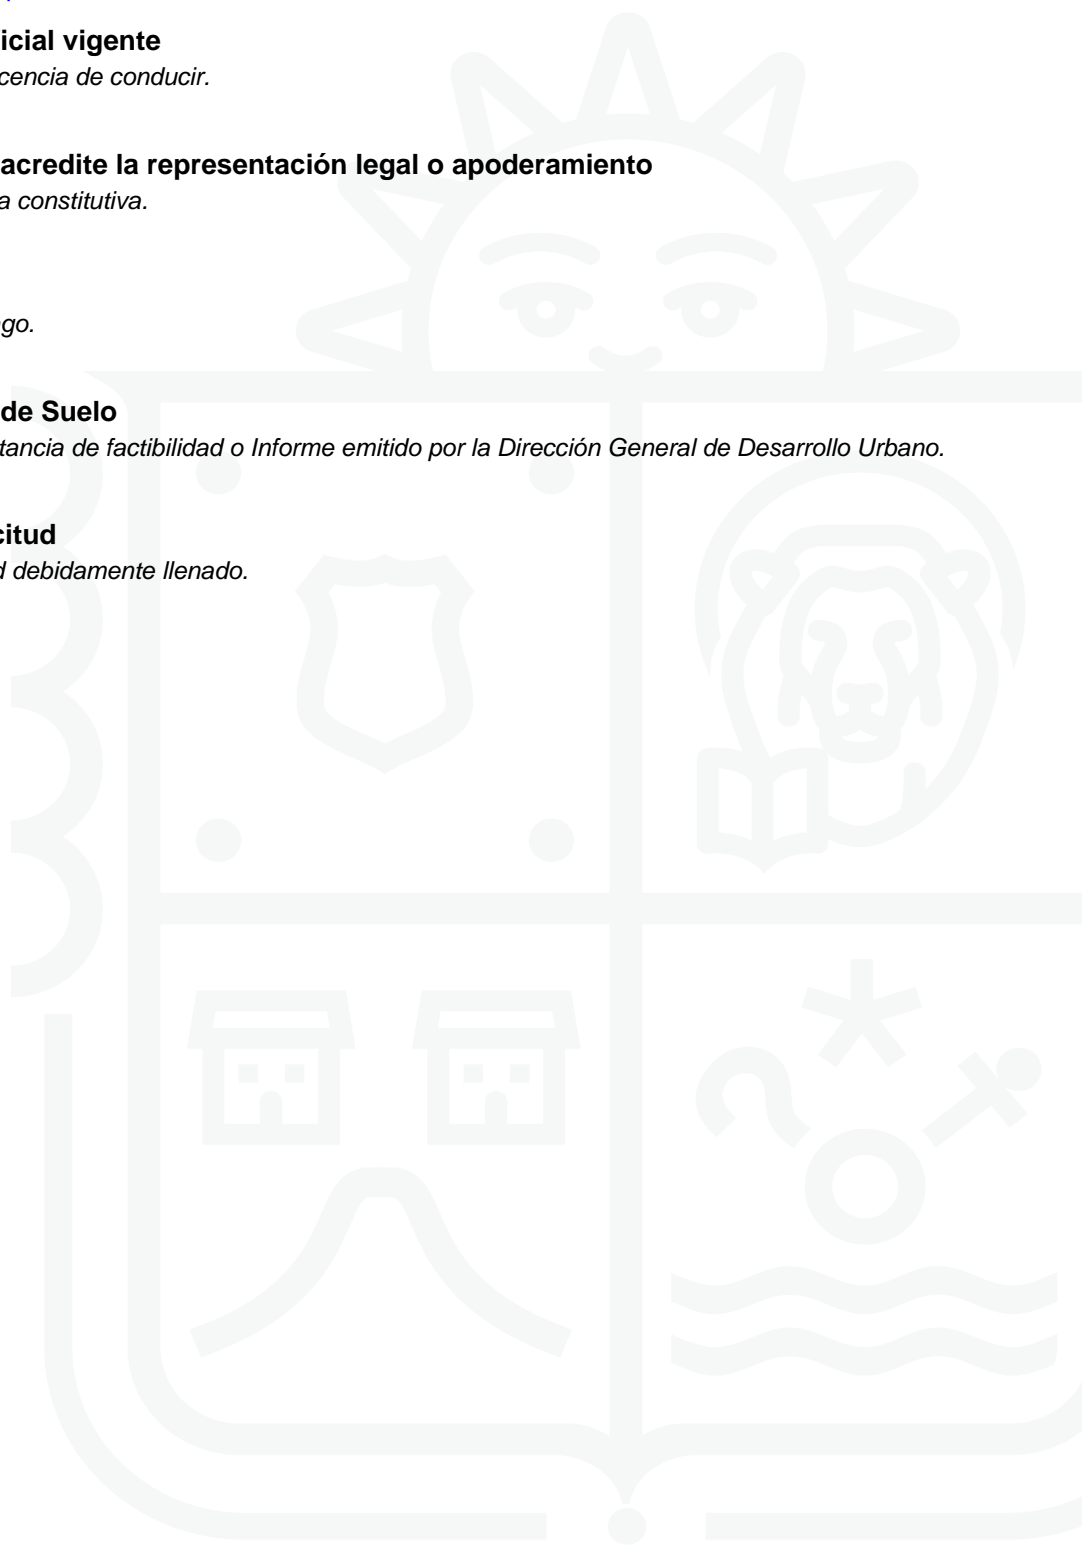 icial vigente
cencia de conducir.
acredite la representación legal o apoderamiento
a constitutiva.
go.
de Suelo
tancia de factibilidad o Informe emitido por la Dirección General de Desarrollo Urbano.
citud
d debidamente llenado.